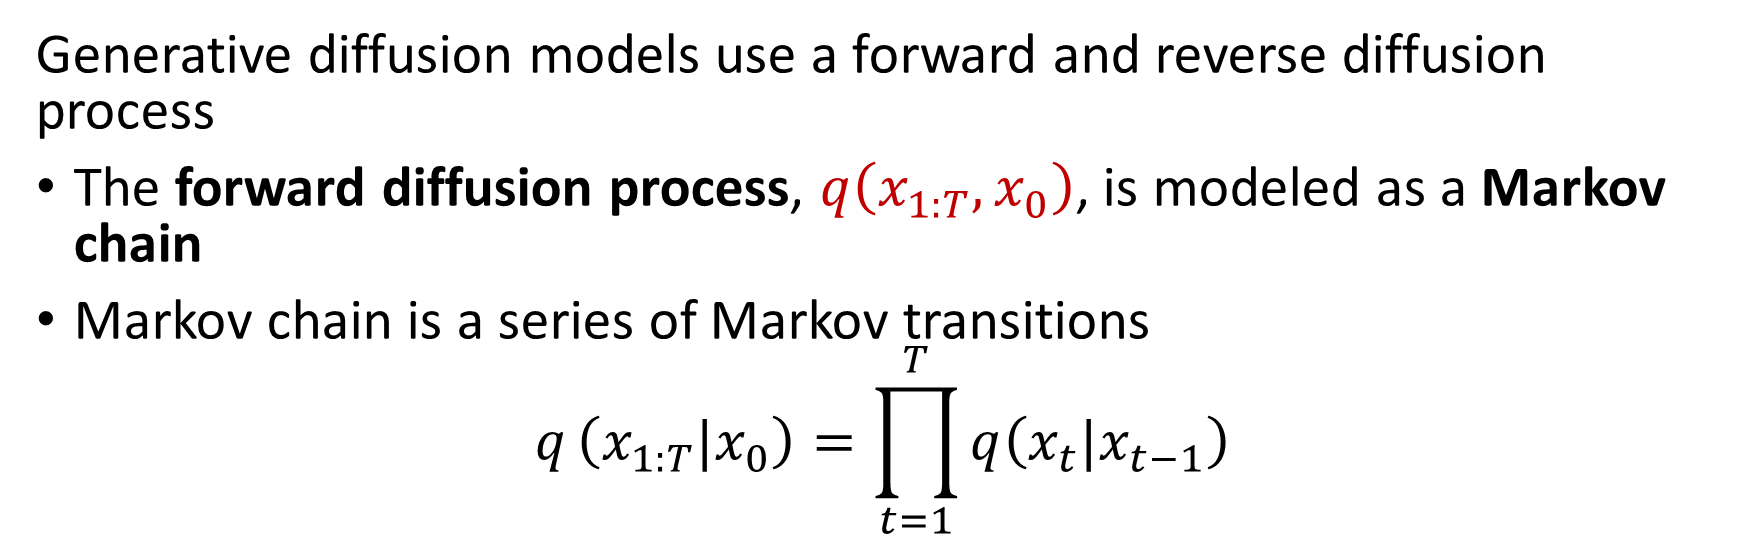 Generative diffusion models use a forward and reverse diffusion
process
• The forward diffusion process, q(x₁:T, x₀), is modeled as a Markov
chain
• Markov chain is a series of Markov transitions
q (x₁:T|x₀) = ∏ₜ₌₁ᵀ q(xₜ|xₜ₋₁)